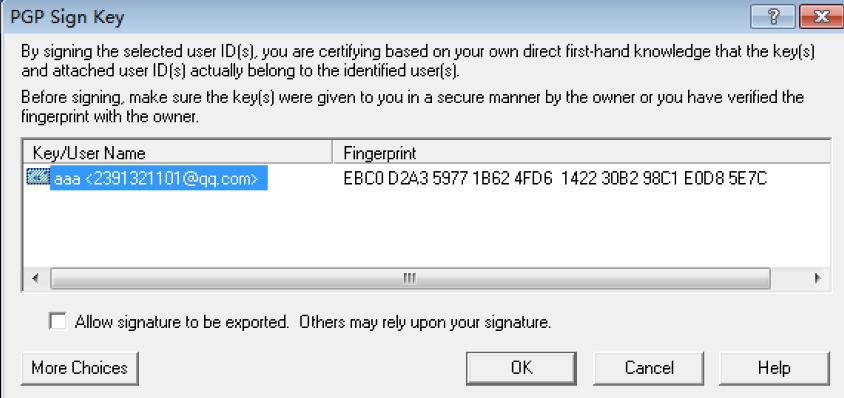 PGP Sign Key
By signing the selected user ID(s), you are certifying based on your own direct first-hand knowledge that the key(s)
and attached user ID(s) actually belong to the identified user(s).
Before signing, make sure the key(s) were given to you in a secure manner by the owner or you have verified the
fingerprint with the owner.
Key/User Name Fingerprint
aaa <2391321101@qq.com> EBC0 D2A3 5977 1B62 4FD6 1422 30B2 98C1 E0D8 5E7C
Allow signature to be exported. Others may rely upon your signature.
More Choices OK Cancel Help